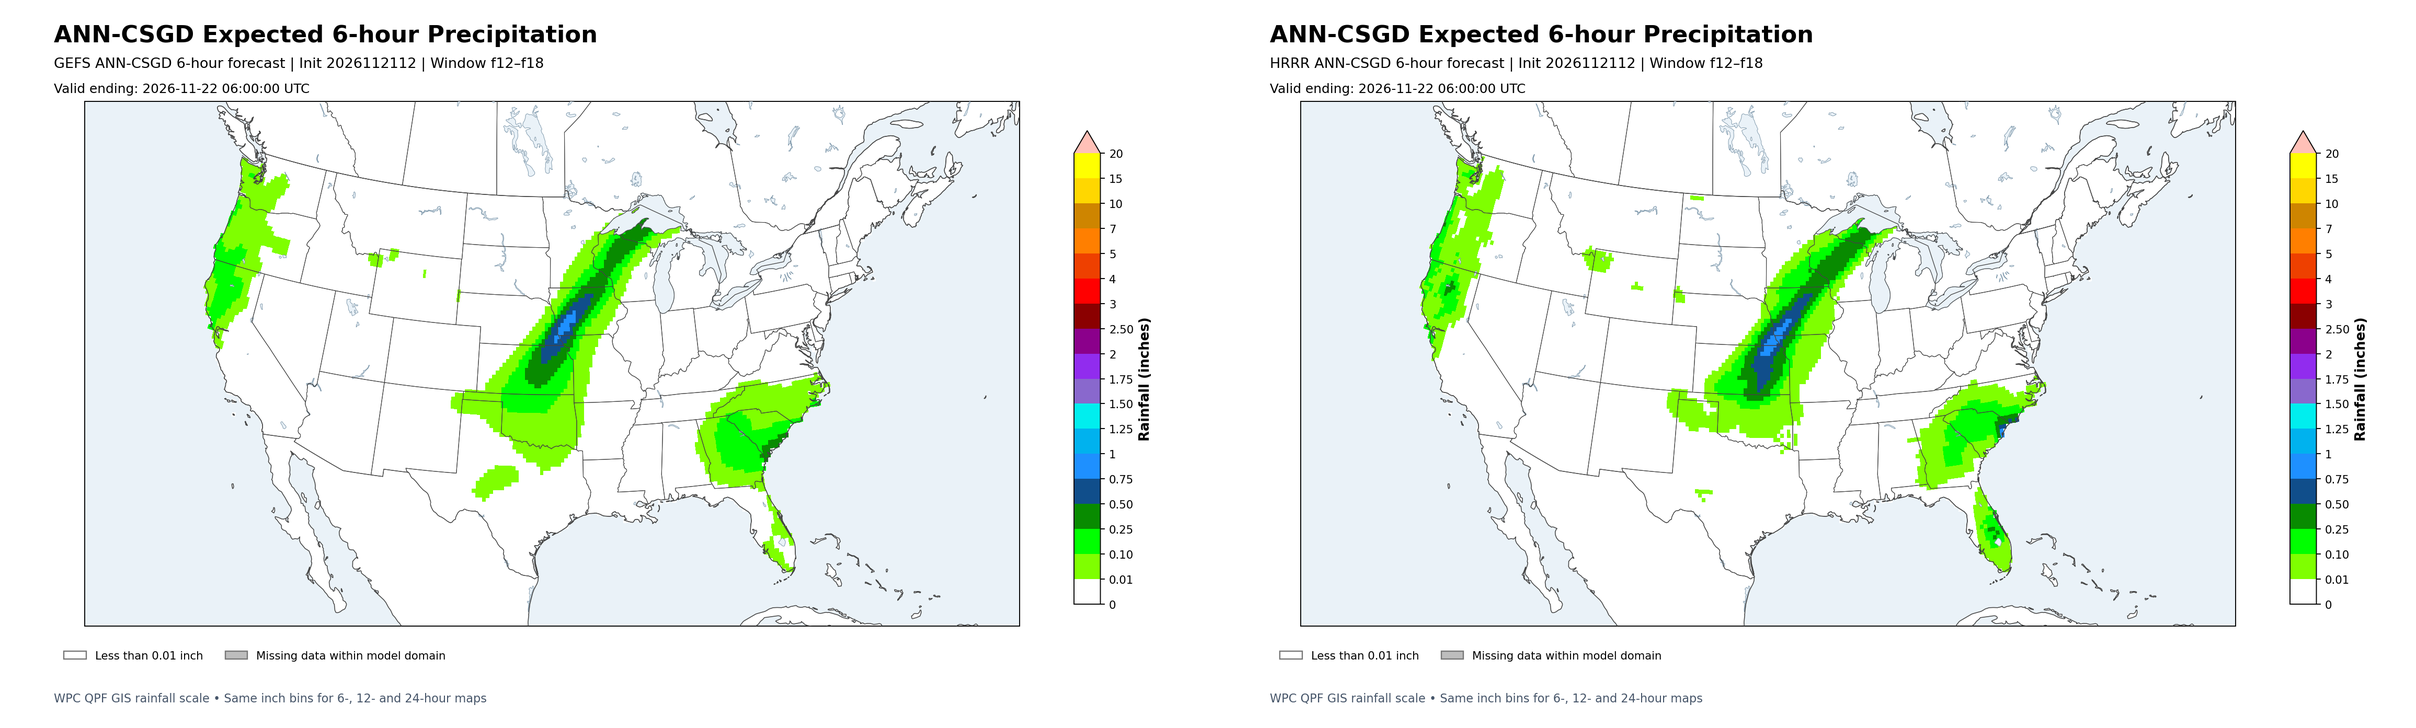 ANN-CSGD Expected 6-hour Precipitation
GEFS ANN-CSGD 6-hour forecast | Init 2026112112 | Window f12–f18
Valid ending: 2026-11-22 06:00:00 UTC
20
15
10
7
5
4
3
2.50
2
1.75
1.50
1.25
1
0.75
0.50
0.25
0.10
0.01
0
Rainfall (inches)
Less than 0.01 inch
Missing data within model domain
WPC QPF GIS rainfall scale • Same inch bins for 6-, 12- and 24-hour maps
ANN-CSGD Expected 6-hour Precipitation
HRRR ANN-CSGD 6-hour forecast | Init 2026112112 | Window f12–f18
Valid ending: 2026-11-22 06:00:00 UTC
20
15
10
7
5
4
3
2.50
2
1.75
1.50
1.25
1
0.75
0.50
0.25
0.10
0.01
0
Rainfall (inches)
Less than 0.01 inch
Missing data within model domain
WPC QPF GIS rainfall scale • Same inch bins for 6-, 12- and 24-hour maps